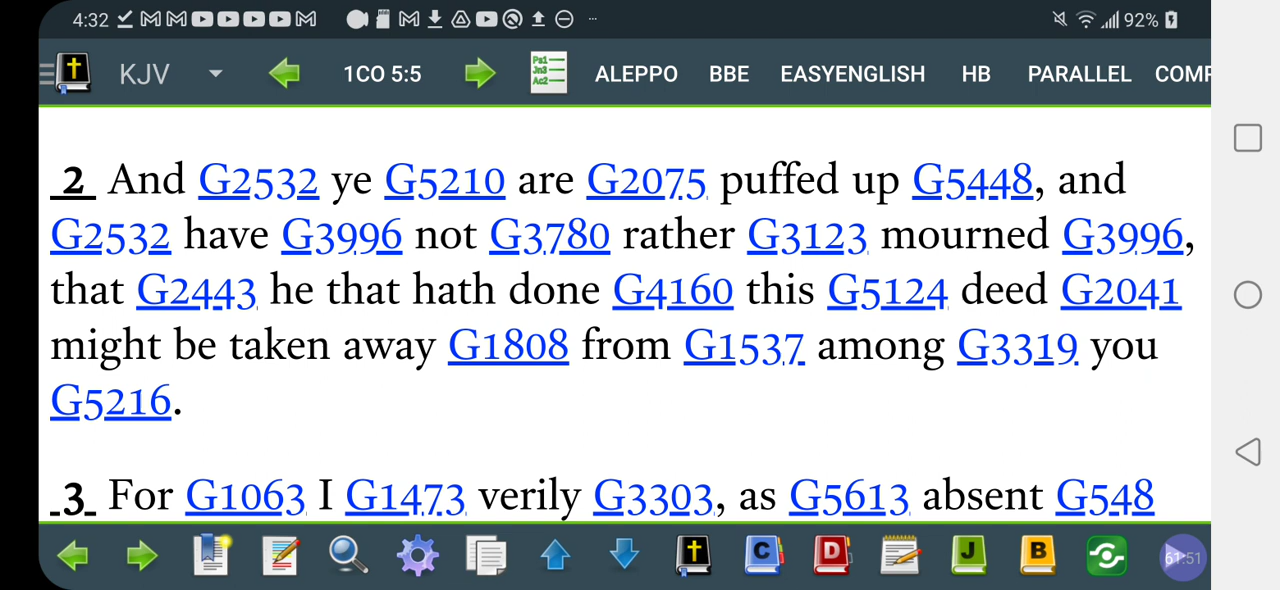 4:32 92%
KJV 1CO 5:5 ALEPPO BBE EASYENGLISH HB PARALLEL COMP
2 And G2532 ye G5210 are G2075 puffed up G5448, and
G2532 have G3996 not G3780 rather G3123 mourned G3996,
that G2443 he that hath done G4160 this G5124 deed G2041
might be taken away G1808 from G1537 among G3319 you
G5216.
3 For G1063 I G1473 verily G3303, as G5613 absent G548
C D J B 61:51